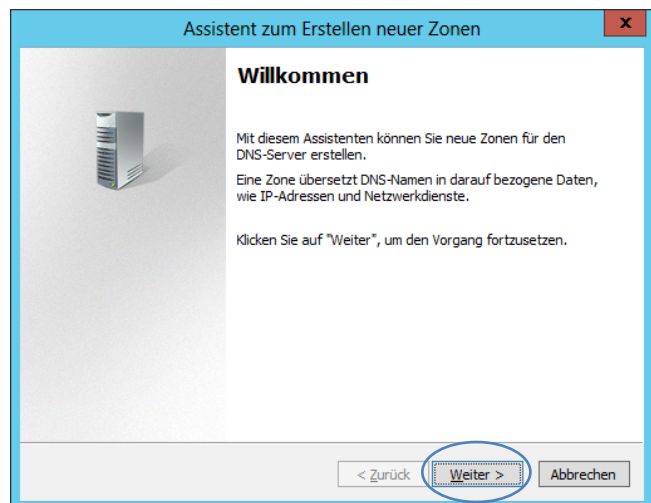 Assistent zum Erstellen neuer Zonen
x
Willkommen
Mit diesem Assistenten können Sie neue Zonen für den
DNS-Server erstellen.
Eine Zone übersetzt DNS-Namen in darauf bezogene Daten,
wie IP-Adressen und Netzwerkdienste.
Klicken Sie auf "Weiter", um den Vorgang fortzusetzen.
< Zurück Weiter > Abbrechen